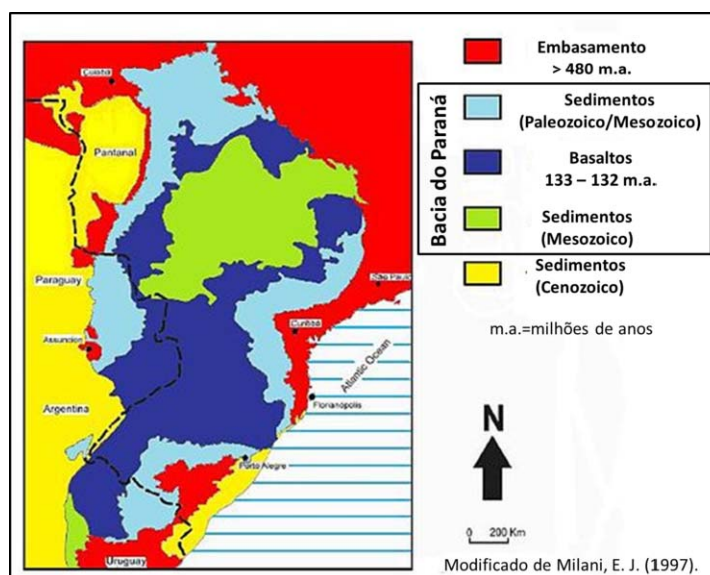 Cuiabá
Pantanal
Paraguay
Assuncion
Argentina
Uruguay
São Paulo
Curitiba
Atlantic Ocean
Florianópolis
Porto Alegre
Embasamento
> 480 m.a.
Bacia do Paraná
Sedimentos
(Paleozoico/Mesozoico)
Basaltos
133 – 132 m.a.
Sedimentos
(Mesozoico)
Sedimentos
(Cenozoico)
m.a.=milhões de anos
N
0 200 Km
Modificado de Milani, E. J. (1997).